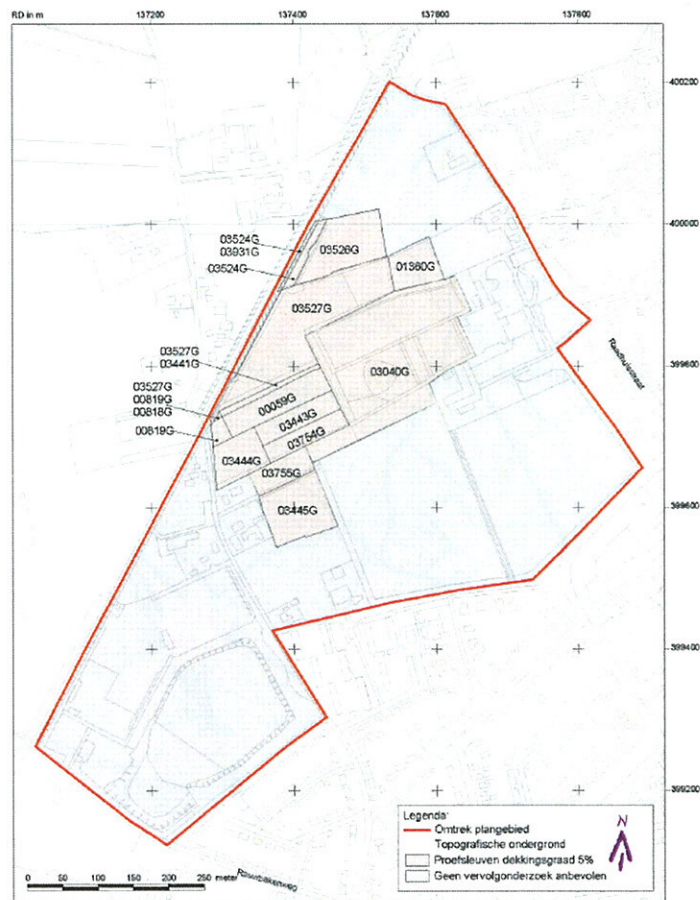 RD in m
137200
137400
137600
137800
400200
400000
399800
399600
399400
399200
03524G
03931G
03524G
03526G
01360G
03527G
03527G
03441G
03040G
03527G
00819G
00818G
00059G
03443G
03754G
00819G
03444G
03755G
03445G
Raadhuisstraat
Legenda:
Omtrek plangebied
Topografische ondergrond
Proefsleuven dekkingsgraad 5%
Geen vervolgonderzoek anbevolen
N
0 50 100 150 200 250 meter